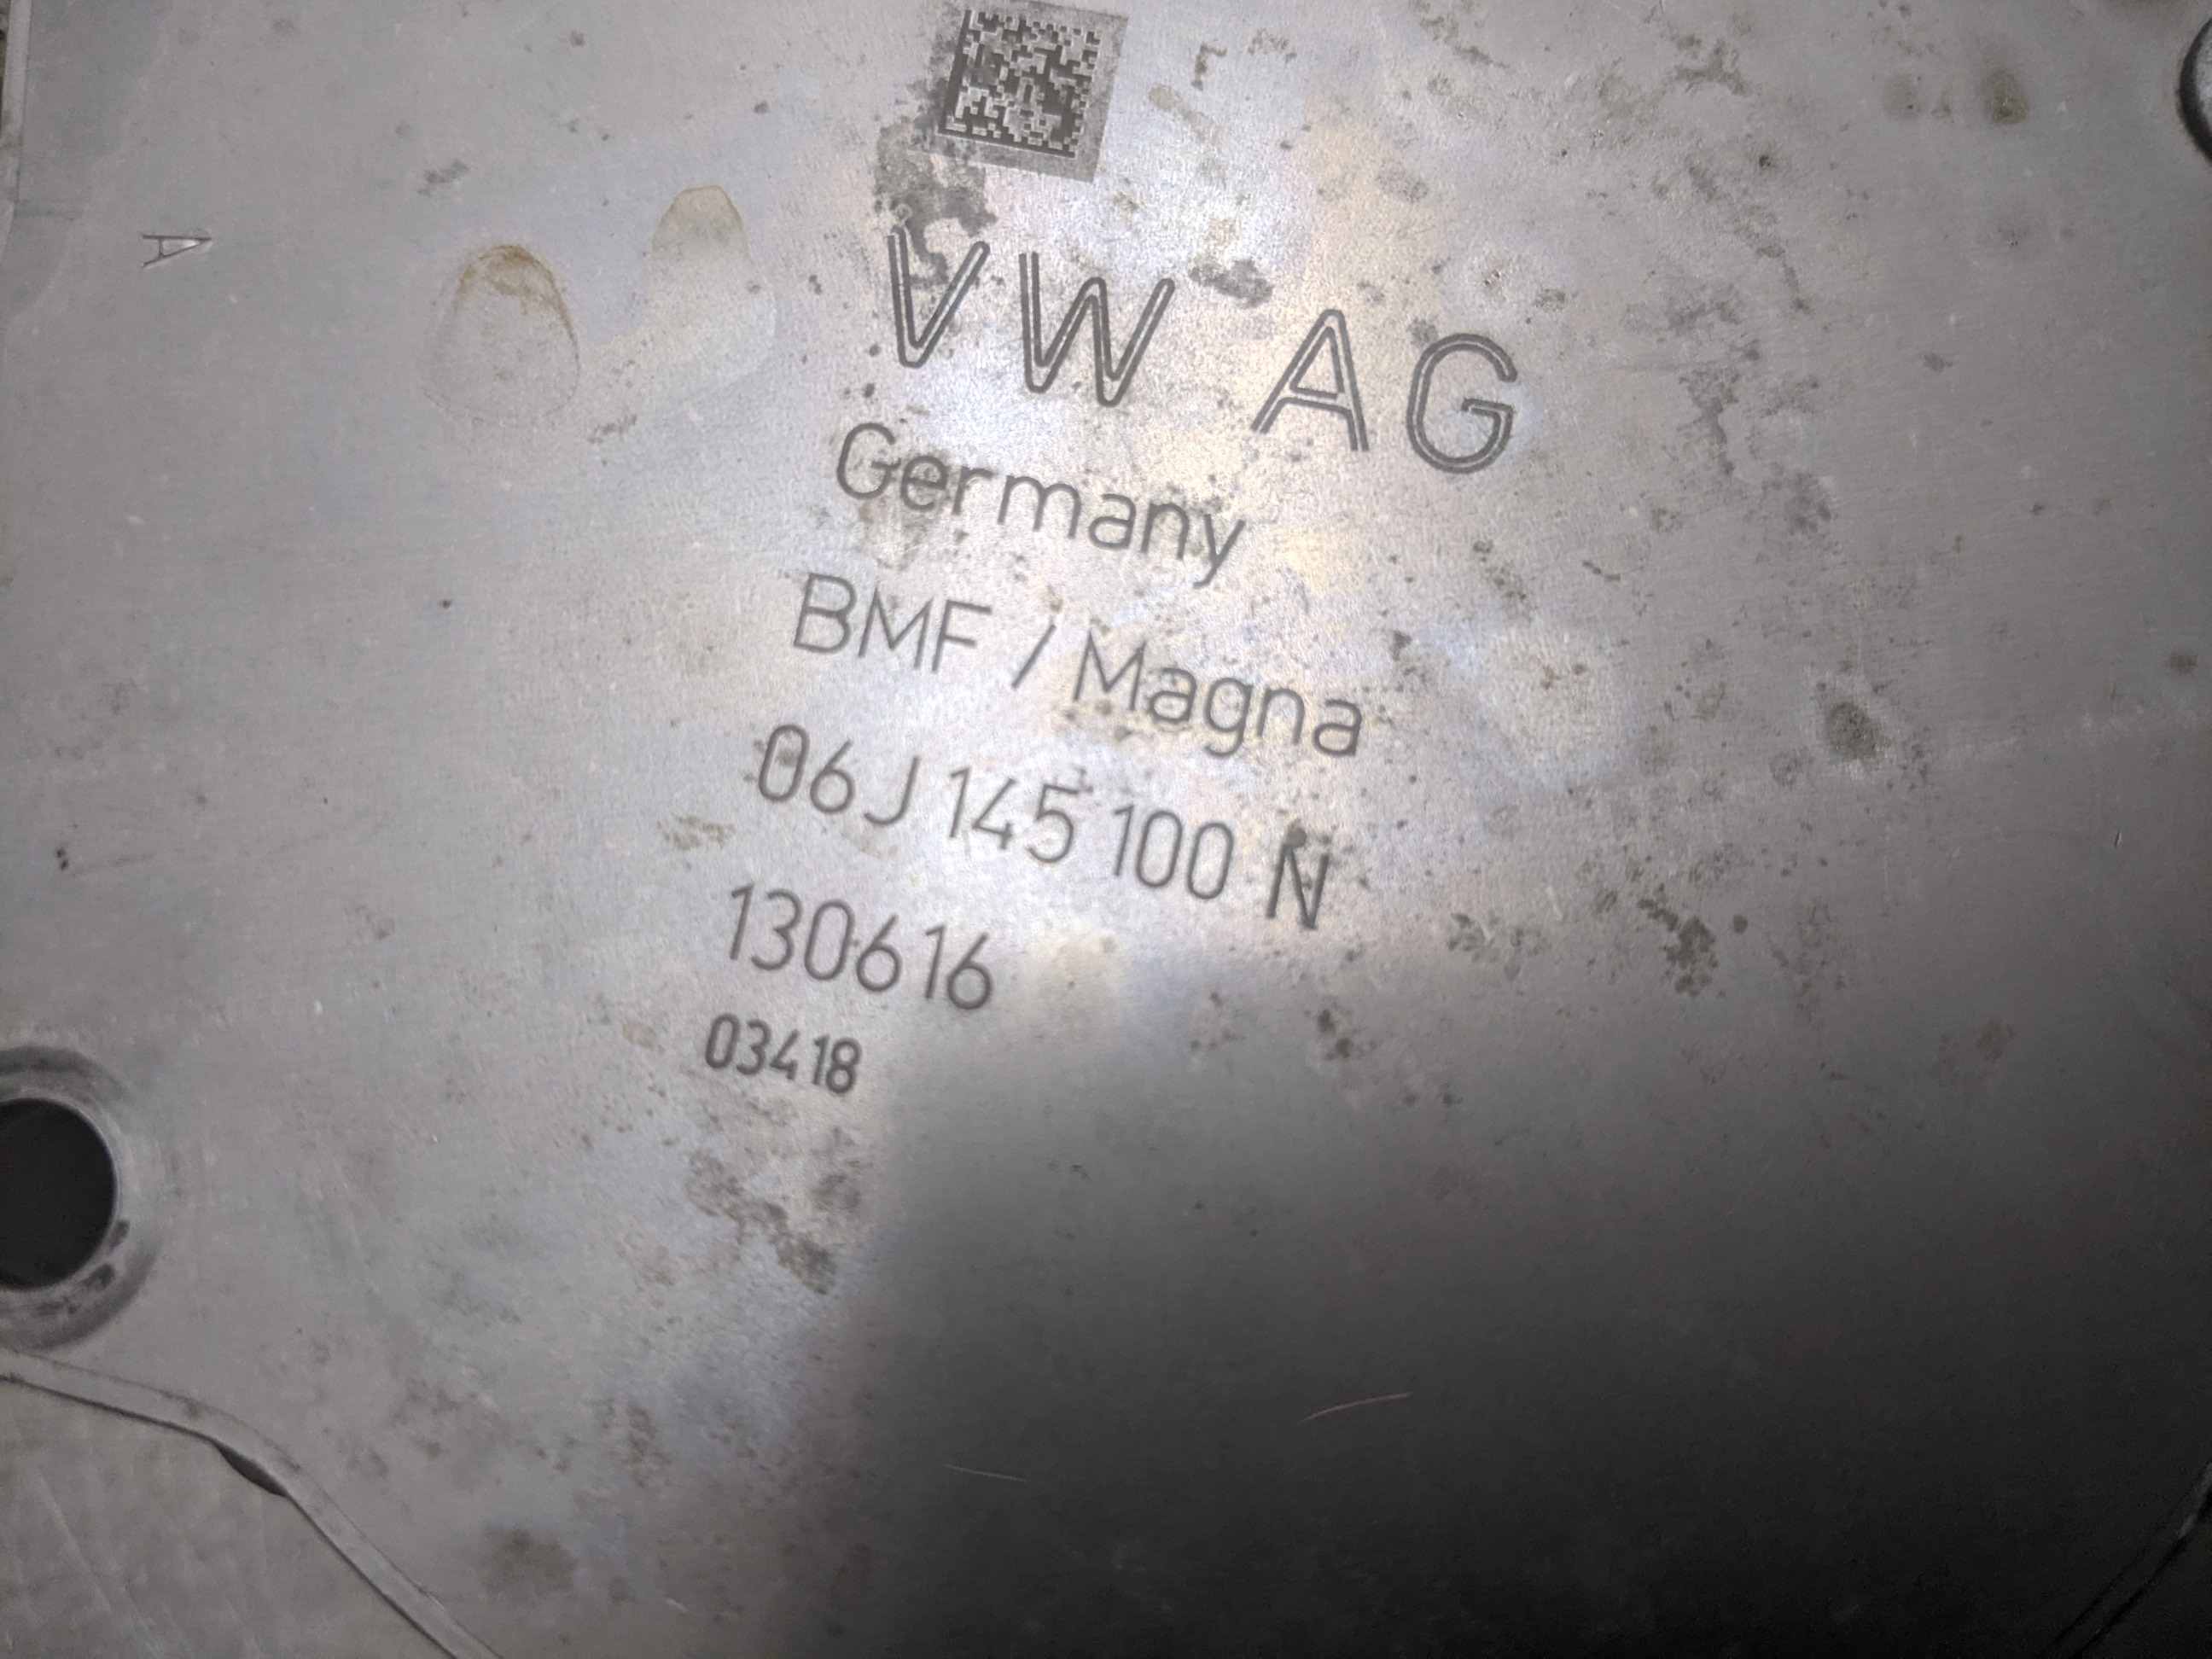 A
VW AG
Germany
BMF / Magna
06J 145 100 N
130616
03418